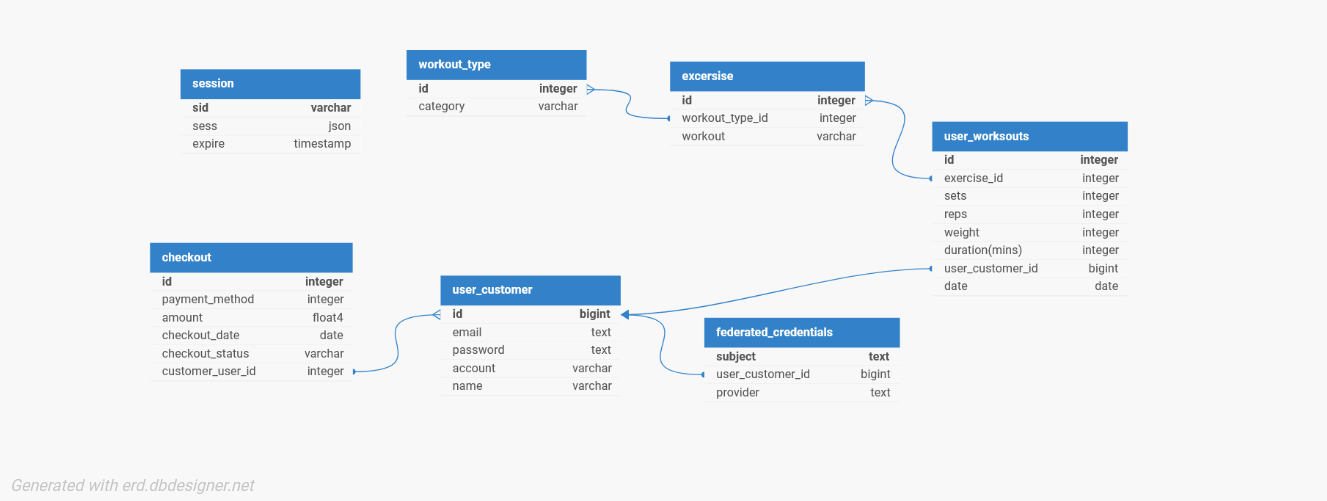 session
sid varchar
sess json
expire timestamp
workout_type
id integer
category varchar
excersise
id integer
workout_type_id integer
workout varchar
user_worksouts
id integer
exercise_id integer
sets integer
reps integer
weight integer
duration(mins) integer
user_customer_id bigint
date date
checkout
id integer
payment_method integer
amount float4
checkout_date date
checkout_status varchar
customer_user_id integer
user_customer
id bigint
email text
password text
account varchar
name varchar
federated_credentials
subject text
user_customer_id bigint
provider text
Generated with erd.dbdesigner.net